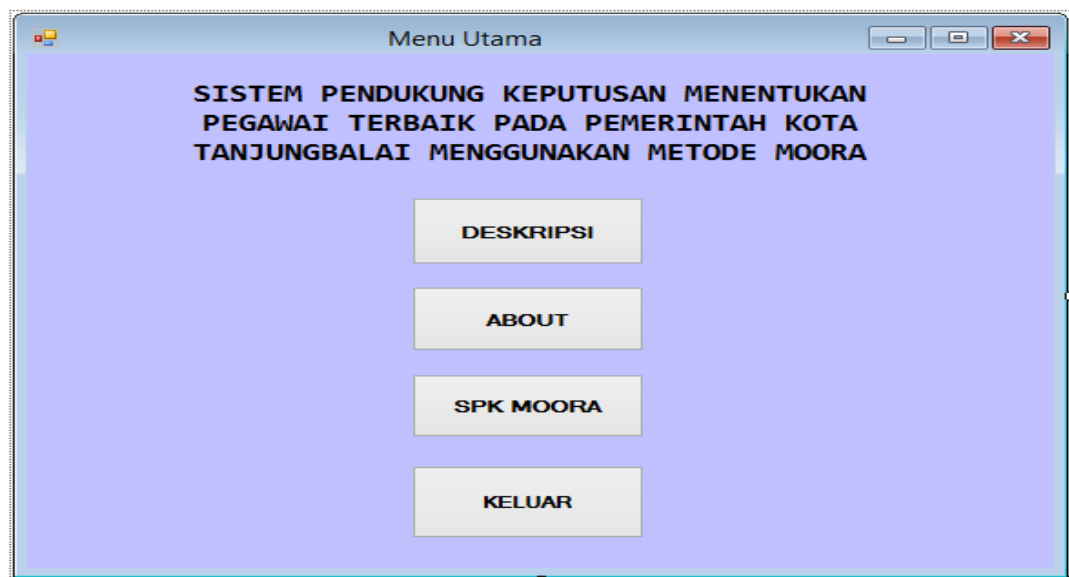 Menu Utama
SISTEM PENDUKUNG KEPUTUSAN MENENTUKAN
PEGAWAI TERBAIK PADA PEMERINTAH KOTA
TANJUNGBALAI MENGGUNAKAN METODE MOORA
DESKRIPSI
ABOUT
SPK MOORA
KELUAR